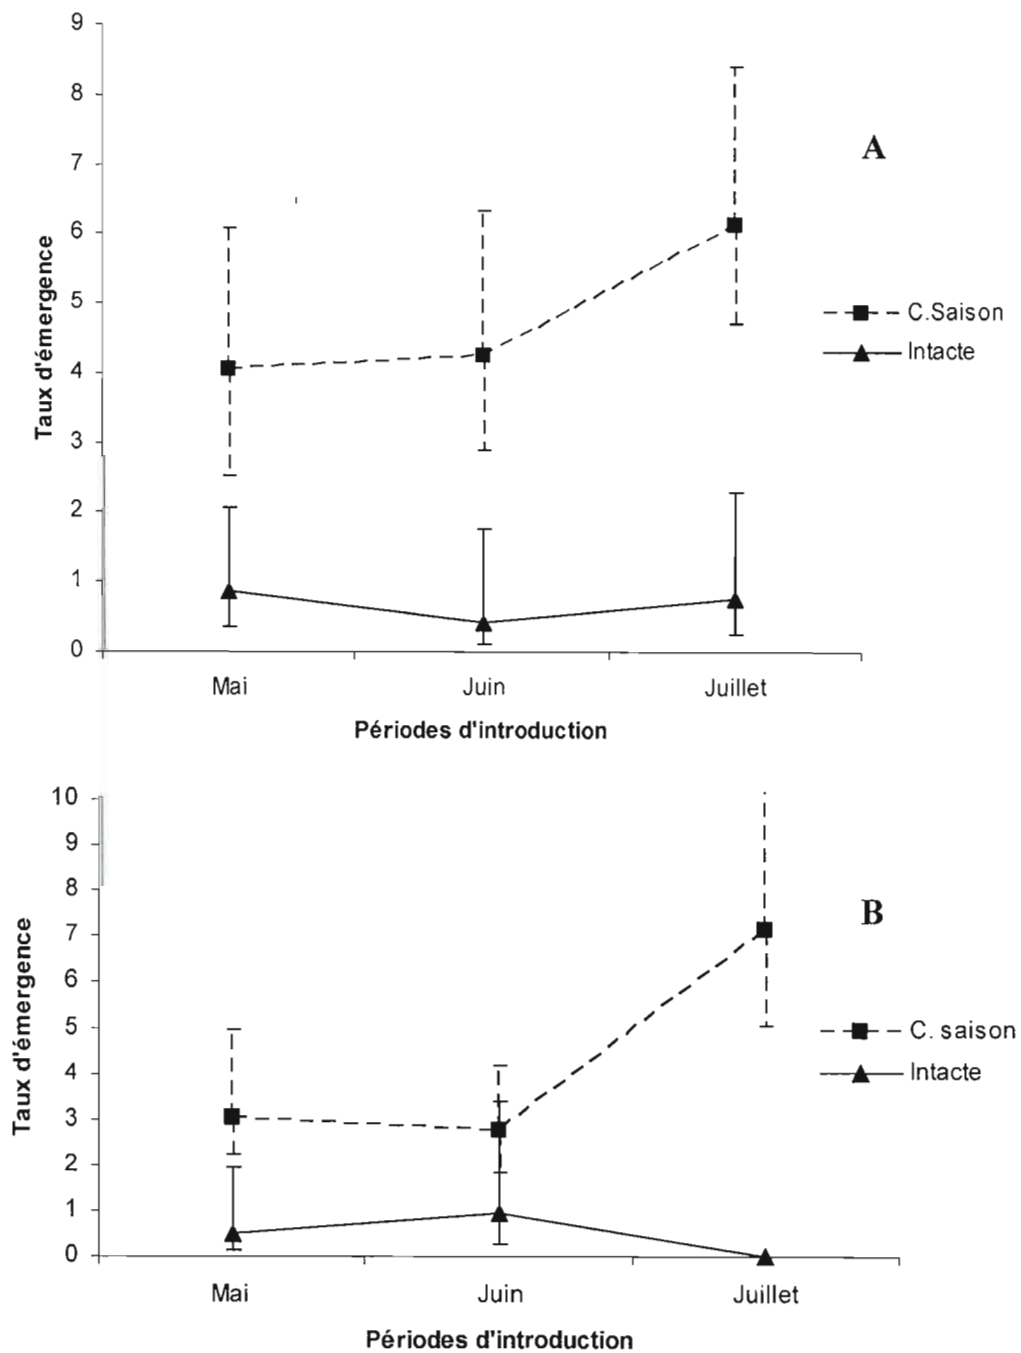 9
8
A
7
6
5
C.Saison
Intacte
4
3
2
1
0
Taux d'émergence
Mai Juin Juillet
Périodes d'introduction
10
9
8
B
7
6
5
C. saison
Intacte
4
3
2
1
0
Taux d'émergence
Mai Juin Juillet
Périodes d'introduction